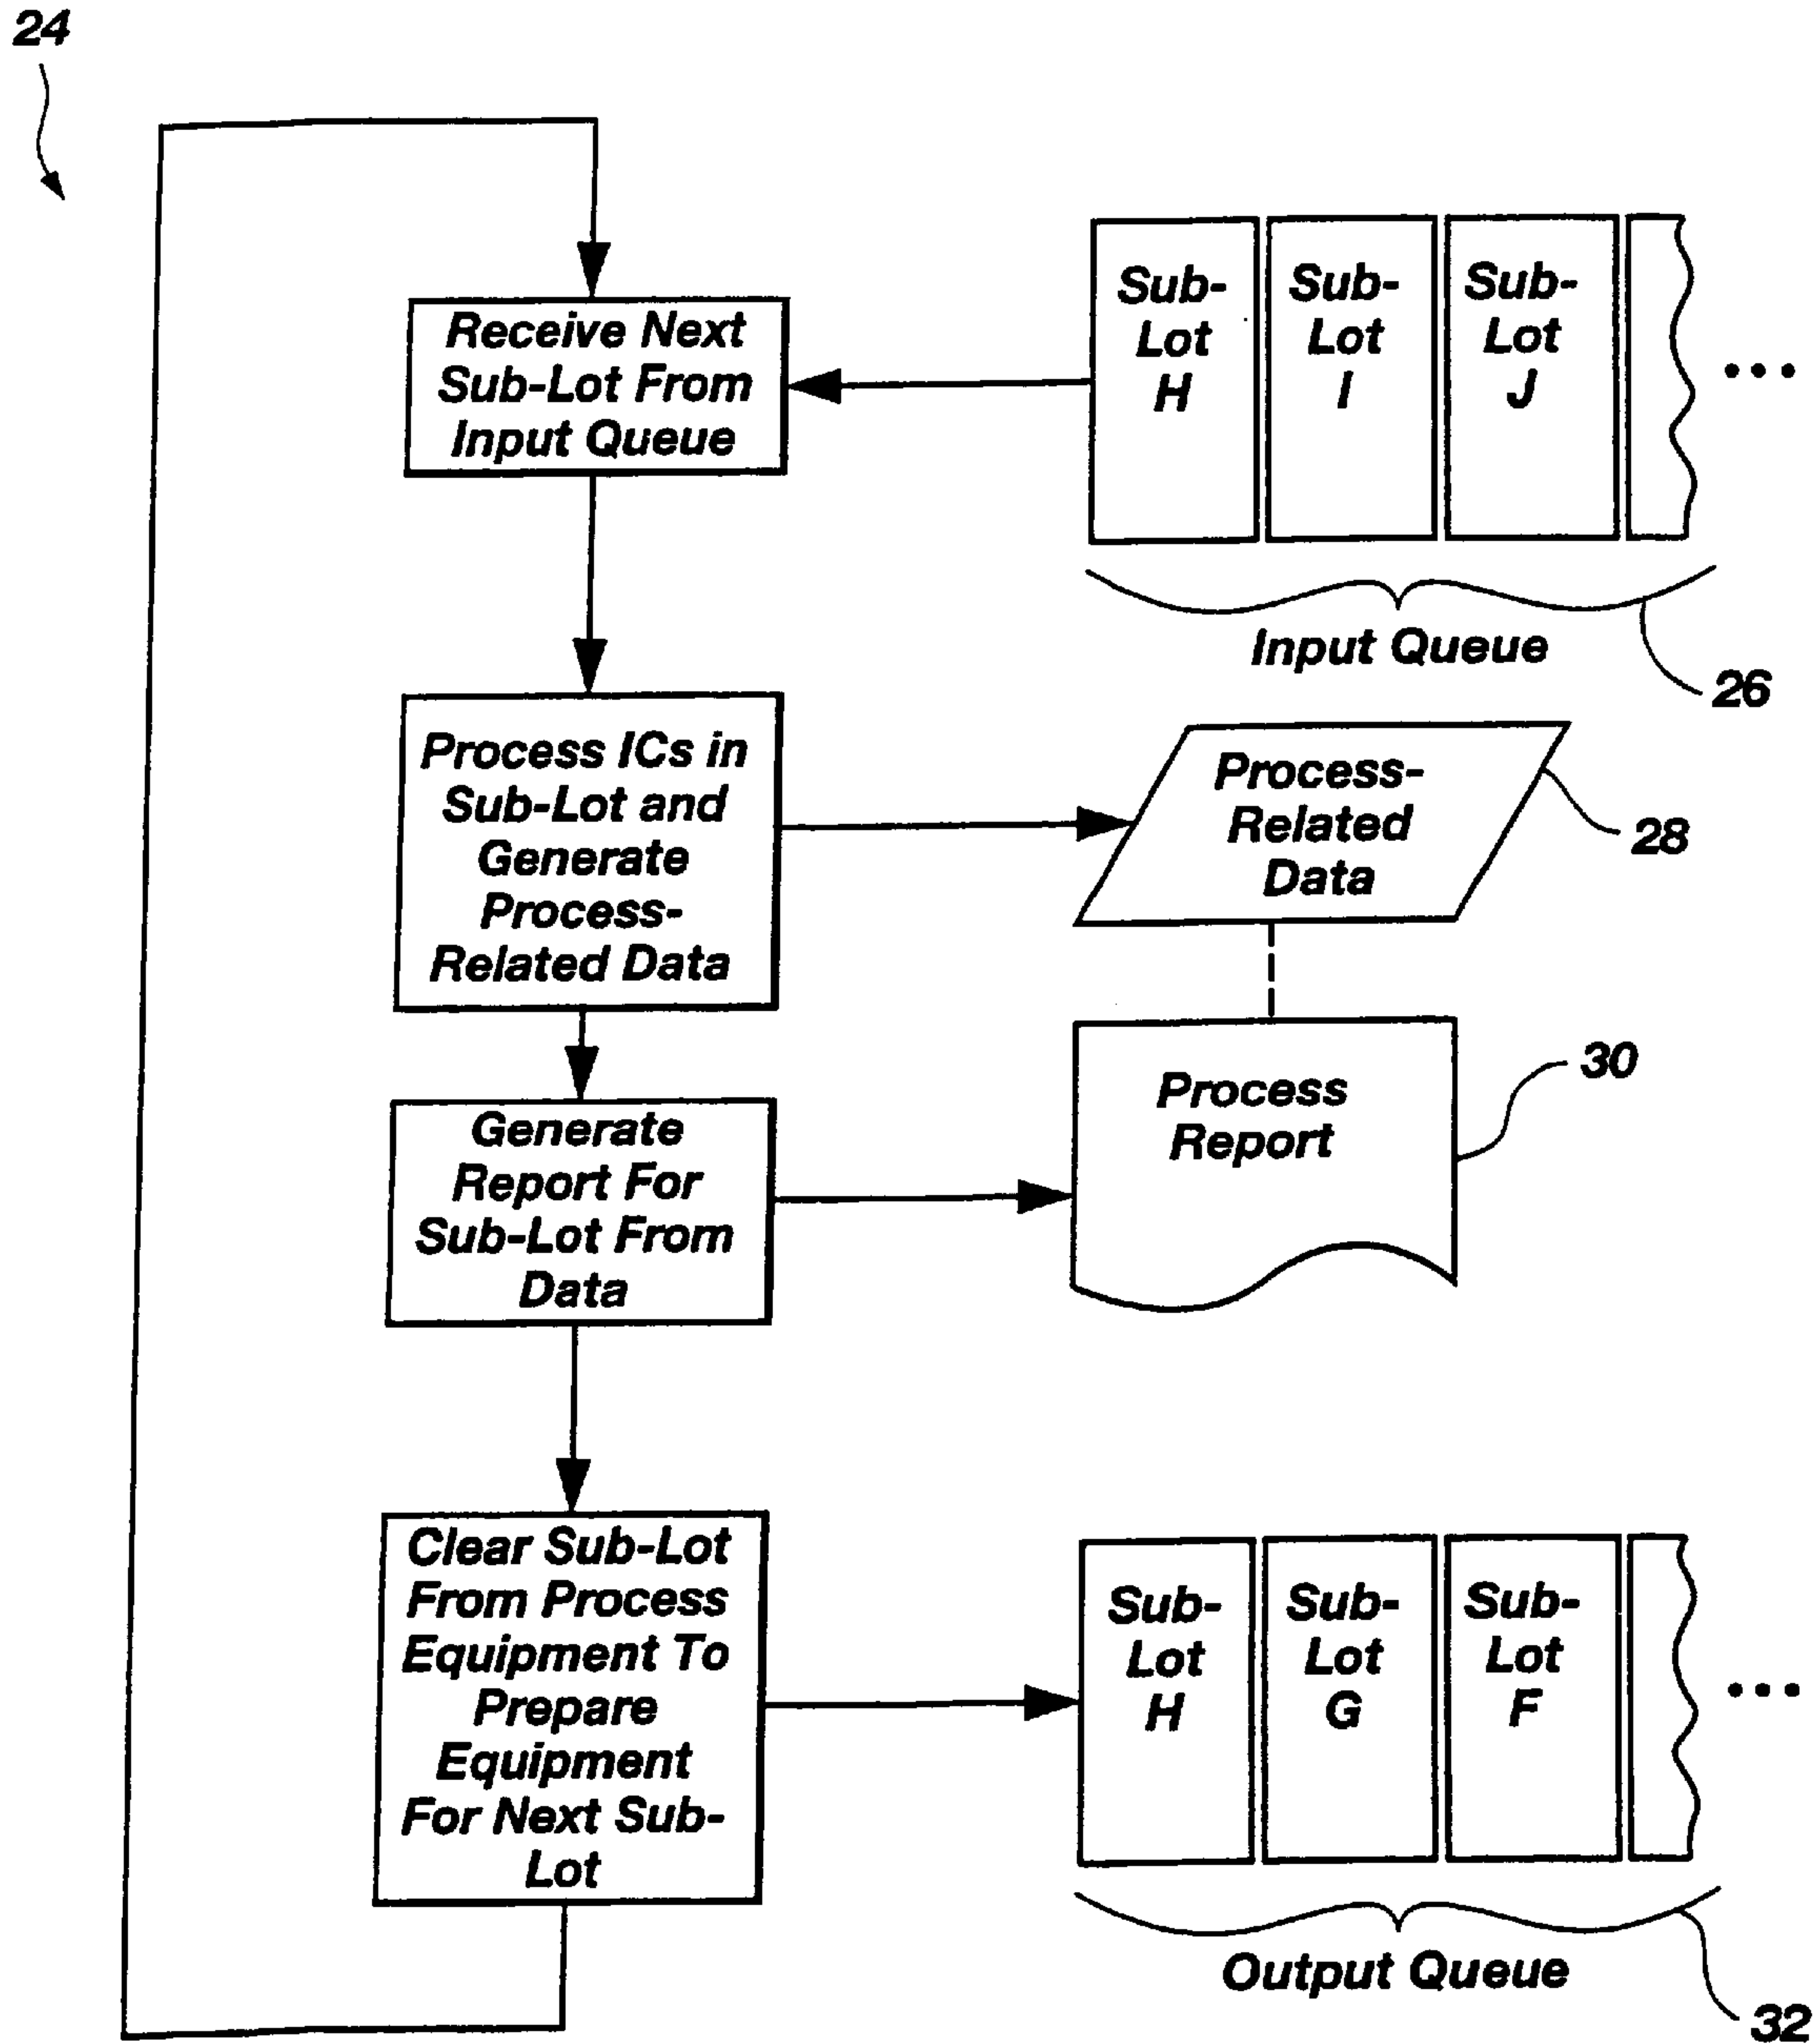 24
Receive Next
Sub-Lot From
Input Queue
Sub-
Lot
H
Sub-
Lot
I
Sub-
Lot
J
...
Input Queue
26
Process ICs in
Sub-Lot and
Generate
Process-
Related Data
Process-
Related
Data
28
Generate
Report For
Sub-Lot From
Data
Process
Report
30
Clear Sub-Lot
From Process
Equipment To
Prepare
Equipment
For Next Sub-
Lot
Sub-
Lot
H
Sub-
Lot
G
Sub-
Lot
F
...
Output Queue
32